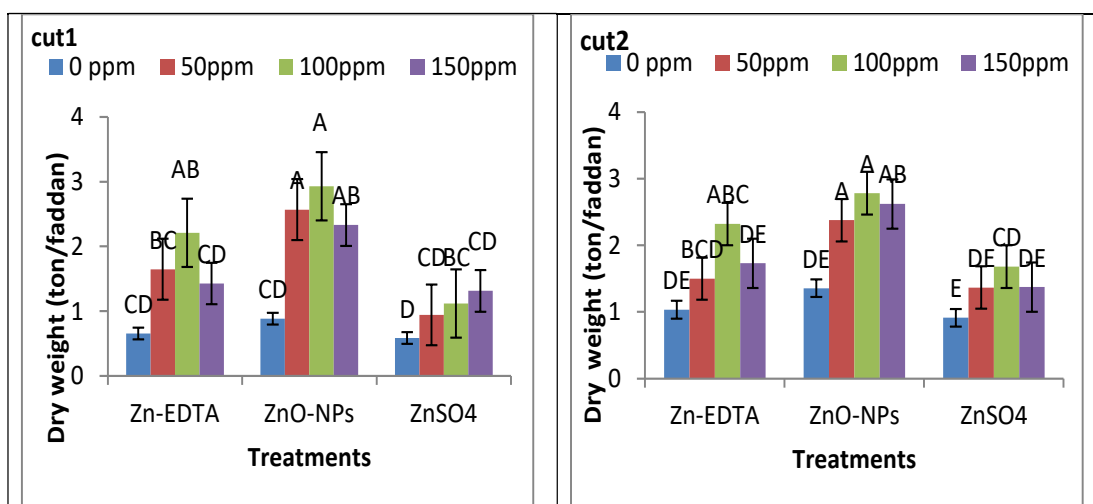 cut1
0 ppm 50ppm 100ppm 150ppm
Dry weight (ton/faddan)
4
3
2
1
0
CD BC AB CD
CD A A AB
D CD BC CD
Zn-EDTA ZnO-NPs ZnSO4
Treatments
cut2
0 ppm 50ppm 100ppm 150ppm
Dry weight (ton/faddan)
4
3
2
1
0
DE BCD ABC DE
DE A A AB
E DE CD DE
Zn-EDTA ZnO-NPs ZnSO4
Treatments